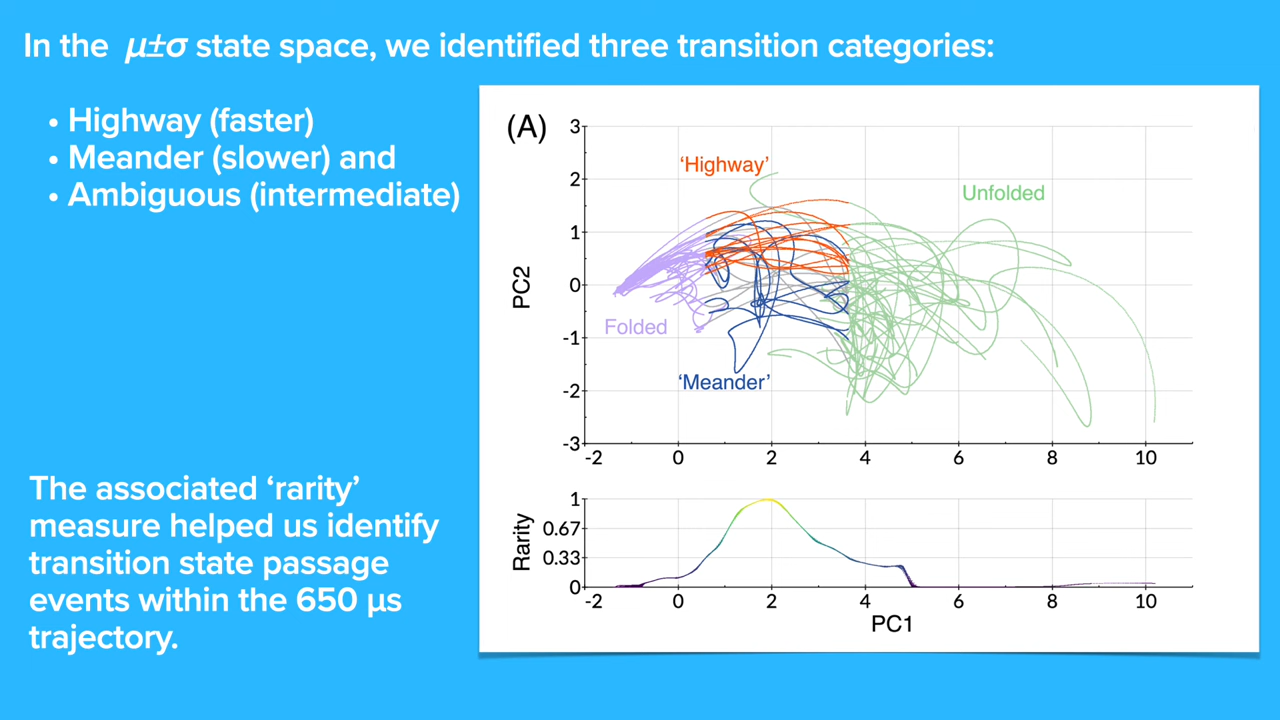 In the μ±σ state space, we identified three transition categories:
• Highway (faster)
• Meander (slower) and
• Ambiguous (intermediate)
The associated ‘rarity’
measure helped us identify
transition state passage
events within the 650 μs
trajectory.
(A)
3
2
1
0
-1
-2
-3
PC2
‘Highway’
Unfolded
Folded
‘Meander’
-2 0 2 4 6 8 10
1
0.67
0.33
0
Rarity
-2 0 2 4 6 8 10
PC1